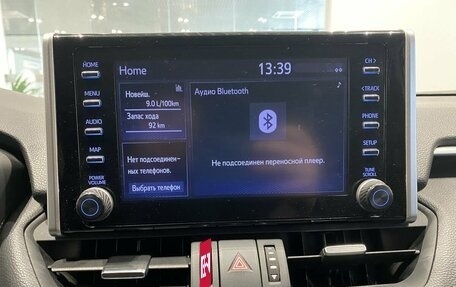 HOME
MENU
AUDIO
MAP
POWER
VOLUME
Home
13:39
Новейш.
9.0 L/100km
Запас хода
92 km
Нет подсоединен-
ных телефонов.
Выбрать телефон
Аудио Bluetooth
Не подсоединен переносной плеер.
CH>
<TRACK
PHONE
SETUP
TUNE
SCROLL